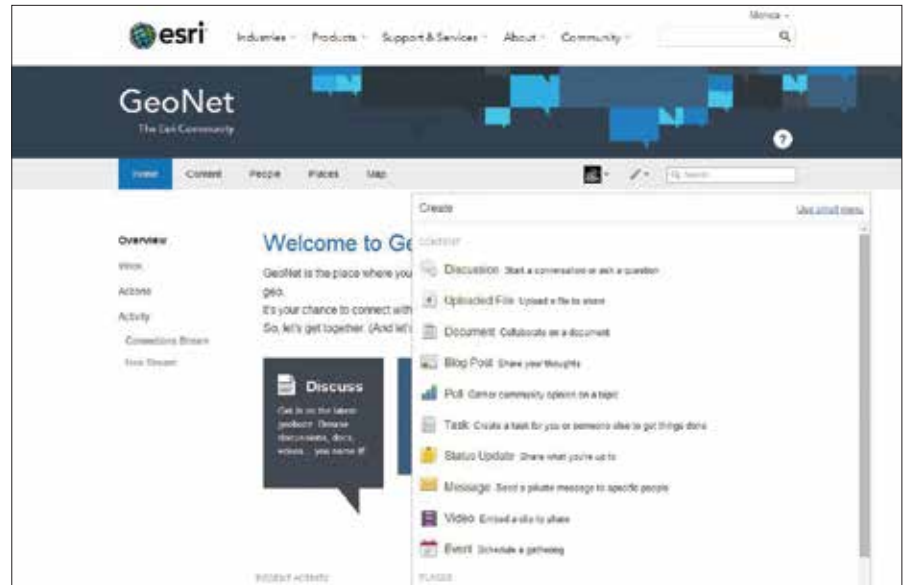 Monica
esri
Industries Products Support & Services About Community
GeoNet
The Esri Community
?
Home Content People Places Map
Search
Create
Use small menu
CONTENT
Overview
Welcome to Ge
Inbox
Discussion Start a conversation or ask a question
GeoNet is the place where you
Actions
geo.
Uploaded File Upload a file to share
It's your chance to connect with
Activity
So, let's get together. (And let's
Document Collaborate on a document
Connections Stream
Blog Post Share your thoughts
Discuss
Poll Garner community opinion on a topic
Get in on the latest
geobuzz. Browse
discussions, docs,
videos... you name it!
Task Create a task for you or someone else to get things done
Status Update Share what you're up to
Message Send a private message to specific people
Video Embed a clip to share
Event Schedule a gathering
RECENT ACTIVITY
PLACES